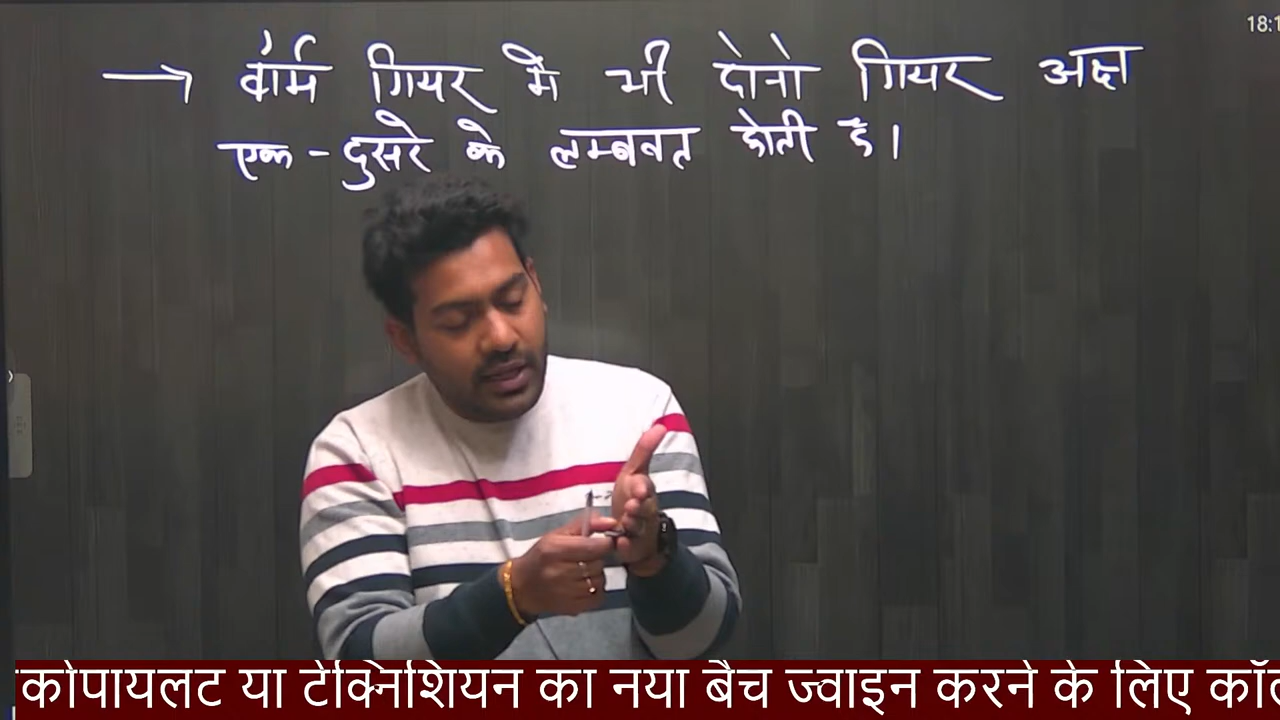 18:1
→ वॉर्म गियर मे भी दोनो गियर अक्ष
एक - दुसरे के लम्बवत होती है।
कोपायलट या टेक्निशियन का नया बैच ज्वाइन करने के लिए कॉल